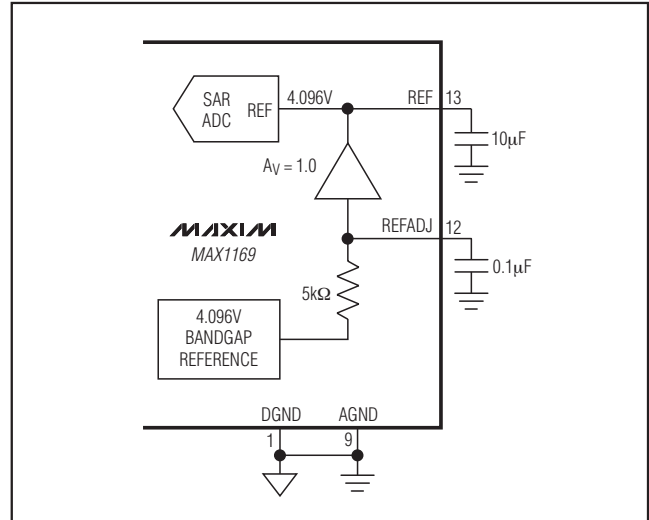 SAR
ADC
REF
4.096V
REF
13
10μF
AV = 1.0
MAXIM
MAX1169
REFADJ
12
0.1μF
5kΩ
4.096V
BANDGAP
REFERENCE
DGND
AGND
1
9